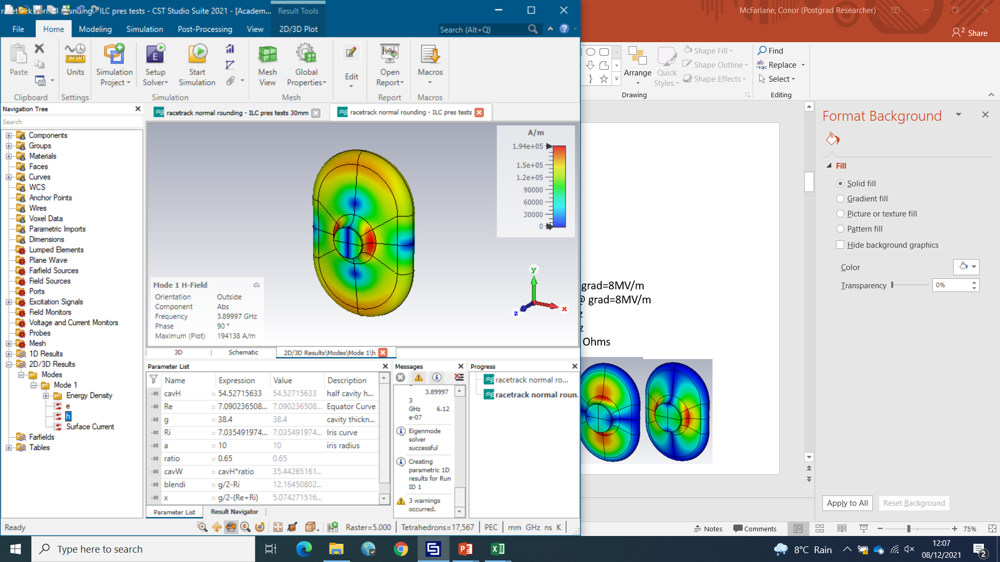 racetrack normal rounding - ILC pres tests - CST Studio Suite 2021 - [Academ...
Result Tools
File
Home
Modeling
Simulation
Post-Processing
View
2D/3D Plot
Search (Alt+Q)
Paste
Units
Simulation Project
Setup Solver
Start Simulation
Mesh View
Global Properties
Edit
Open Report
Macros
Clipboard
Settings
Simulation
Mesh
Report
Macros
Navigation Tree
Search
Components
Groups
Materials
Faces
Curves
WCS
Anchor Points
Wires
Voxel Data
Parametric Imports
Dimensions
Lumped Elements
Plane Wave
Farfield Sources
Field Sources
Ports
Excitation Signals
Field Monitors
Voltage and Current Monitors
Probes
Mesh
1D Results
2D/3D Results
Modes
Mode 1
Energy Density
e
h
Surface Current
Farfields
Tables
racetrack normal rounding - ILC pres tests 30mm
racetrack normal rounding - ILC pres tests
A/m
1.94e+05
1.5e+05
1.2e+05
90000
60000
30000
0
y
x
z
Mode 1 H-Field
Orientation Outside
Component Abs
Frequency 3.89997 GHz
Phase 90 °
Maximum (Plot) 194138 A/m
3D
Schematic
2D/3D Results\Modes\Mode 1\h
Parameter List
Name Expression Value Description
cavH = 54.52715633 54.52715633 half cavity h...
Re = 7.090236508... 7.090236508... Equator Curve
g = 38.4 38.4 cavity thickn...
Ri = 7.035491974... 7.035491974... Iris curve
a = 10 10 iris radius
ratio = 0.65 0.65
cavW = cavH*ratio 35.44265161...
blendi = g/2-Ri 12.16450802...
x = g/2-(Re+Ri) 5.074271516...
Parameter List
Result Navigator
Messages
3.89997
3
GHz 6.12
e-07
Eigenmode
solver
successful
Creating
parametric 1D
results for Run
ID 1
3 warnings
occurred.
Progress
racetrack normal ro...
racetrack normal roun.
Ready
Raster=5.000
Tetrahedrons=17,567
PEC
mm GHz ns K
McFarlane, Conor (Postgrad Researcher)
2
Share
Arrange
Quick Styles
Shape Fill
Shape Outline
Shape Effects
Drawing
Find
Replace
Select
Editing
grad=8MV/m
@ grad=8MV/m
z
z
Ohms
Format Background
Fill
Solid fill
Gradient fill
Picture or texture fill
Pattern fill
Hide background graphics
Color
Transparency
0%
Apply to All
Reset Background
Notes
Comments
75%
Type here to search
8°C Rain
12:07
08/12/2021
2